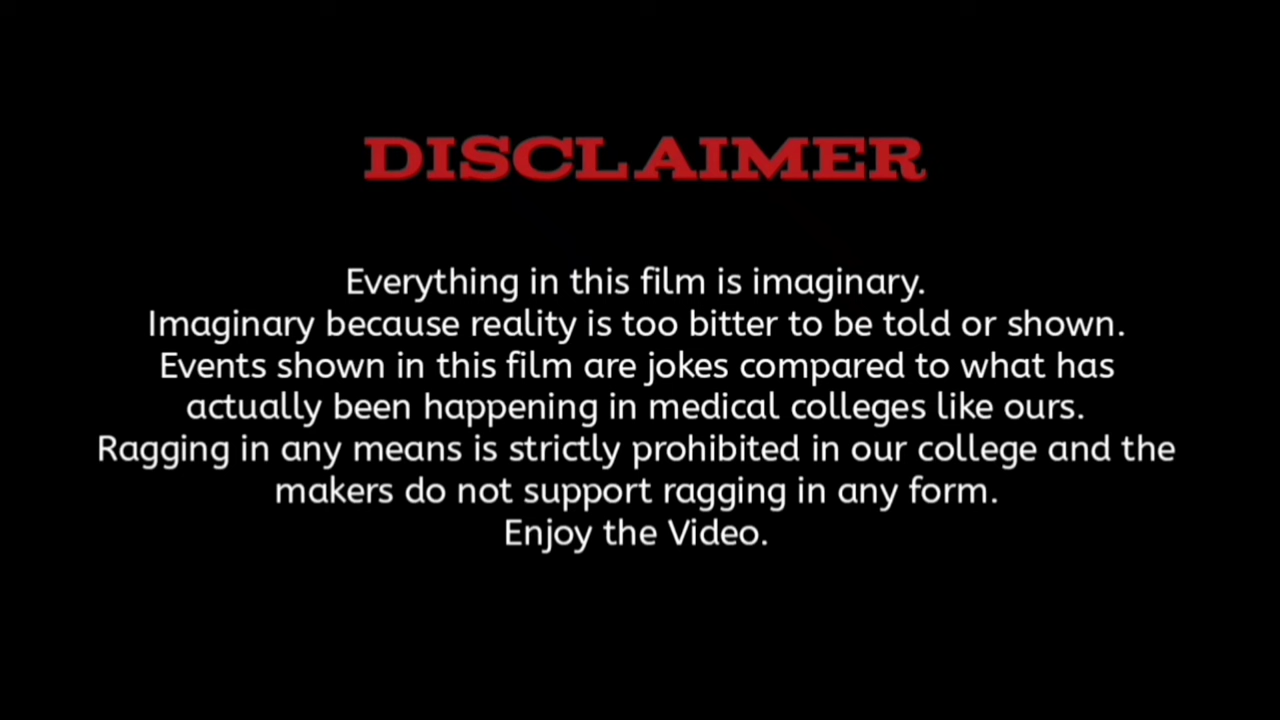 DISCLAIMER
Everything in this film is imaginary.
Imaginary because reality is too bitter to be told or shown.
Events shown in this film are jokes compared to what has
actually been happening in medical colleges like ours.
Ragging in any means is strictly prohibited in our college and the
makers do not support ragging in any form.
Enjoy the Video.